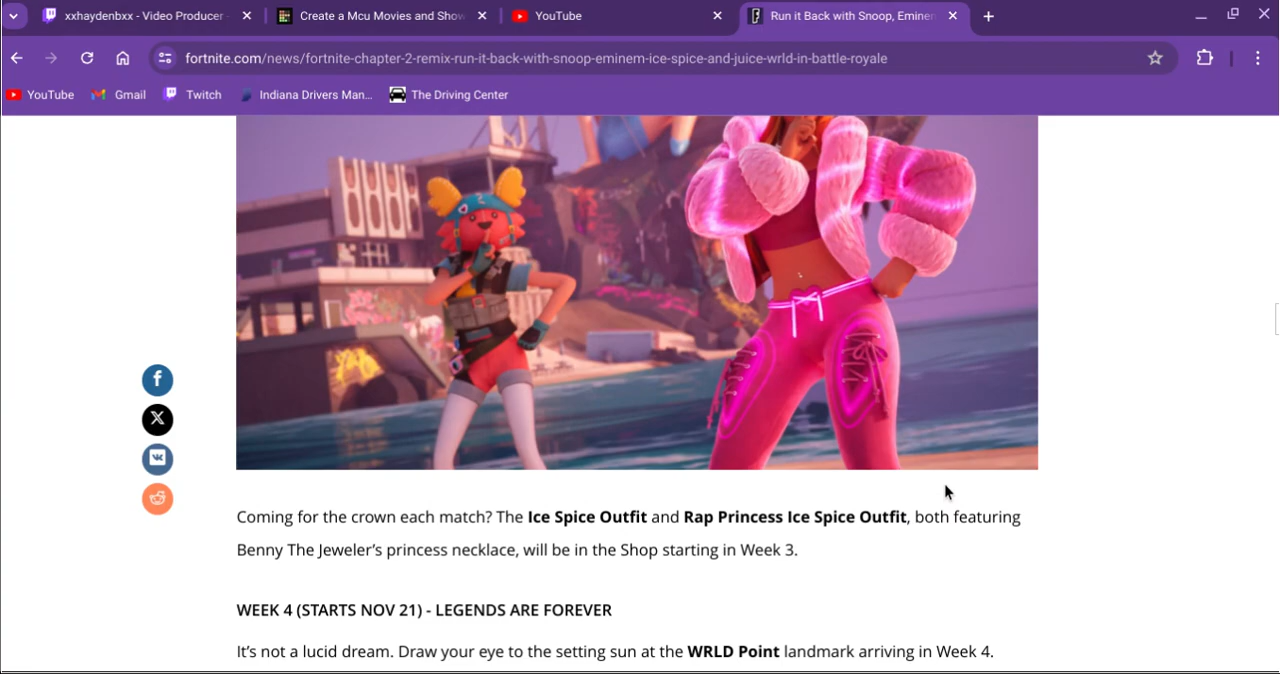 xxhaydenbxx - Video Producer -
Create a Mcu Movies and Show
YouTube
Run it Back with Snoop, Eminem
fortnite.com/news/fortnite-chapter-2-remix-run-it-back-with-snoop-eminem-ice-spice-and-juice-wrld-in-battle-royale
YouTube
Gmail
Twitch
Indiana Drivers Man...
The Driving Center
Coming for the crown each match? The Ice Spice Outfit and Rap Princess Ice Spice Outfit, both featuring
Benny The Jeweler’s princess necklace, will be in the Shop starting in Week 3.
WEEK 4 (STARTS NOV 21) - LEGENDS ARE FOREVER
It’s not a lucid dream. Draw your eye to the setting sun at the WRLD Point landmark arriving in Week 4.